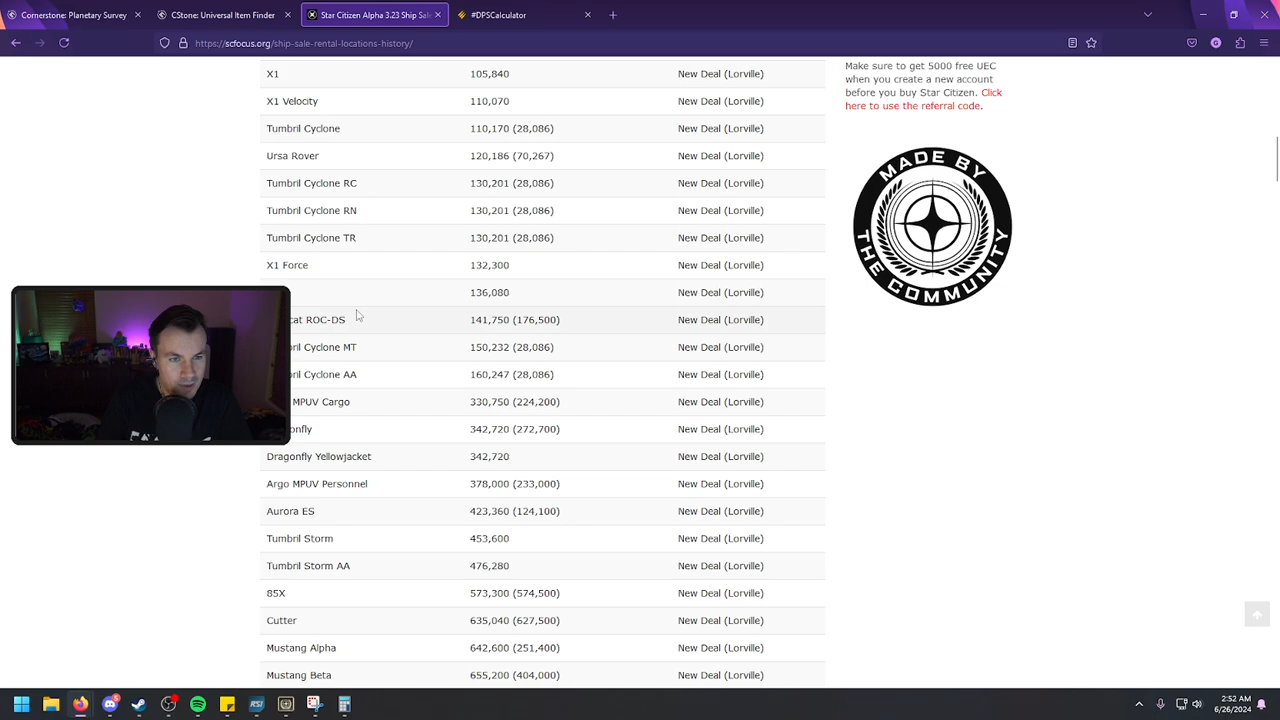 Cornerstone: Planetary Surve
CStone: Universal Item Finder
Star Citizen Alpha 3.23 Ship Sale
#DPSCalculator
https://scfocus.org/ship-sale-rental-locations-history/
X1 105,840 New Deal (Lorville)
X1 Velocity 110,070 New Deal (Lorville)
Tumbril Cyclone 110,170 (28,086) New Deal (Lorville)
Ursa Rover 120,186 (70,267) New Deal (Lorville)
Tumbril Cyclone RC 130,201 (28,086) New Deal (Lorville)
Tumbril Cyclone RN 130,201 (28,086) New Deal (Lorville)
Tumbril Cyclone TR 130,201 (28,086) New Deal (Lorville)
X1 Force 132,300 New Deal (Lorville)
136,080 New Deal (Lorville)
cat ROC-DS 141,750 (176,500) New Deal (Lorville)
ril Cyclone MT 150,232 (28,086) New Deal (Lorville)
ril Cyclone AA 160,247 (28,086) New Deal (Lorville)
MPUV Cargo 330,750 (224,200) New Deal (Lorville)
onfly 342,720 (272,700) New Deal (Lorville)
Dragonfly Yellowjacket 342,720 New Deal (Lorville)
Argo MPUV Personnel 378,000 (233,000) New Deal (Lorville)
Aurora ES 423,360 (124,100) New Deal (Lorville)
Tumbril Storm 453,600 New Deal (Lorville)
Tumbril Storm AA 476,280 New Deal (Lorville)
85X 573,300 (574,500) New Deal (Lorville)
Cutter 635,040 (627,500) New Deal (Lorville)
Mustang Alpha 642,600 (251,400) New Deal (Lorville)
Mustang Beta 655,200 (404,000) New Deal (Lorville)
Make sure to get 5000 free UEC
when you create a new account
before you buy Star Citizen. Click
here to use the referral code.
MADE BY
THE COMMUNITY
2:52 AM
6/26/2024